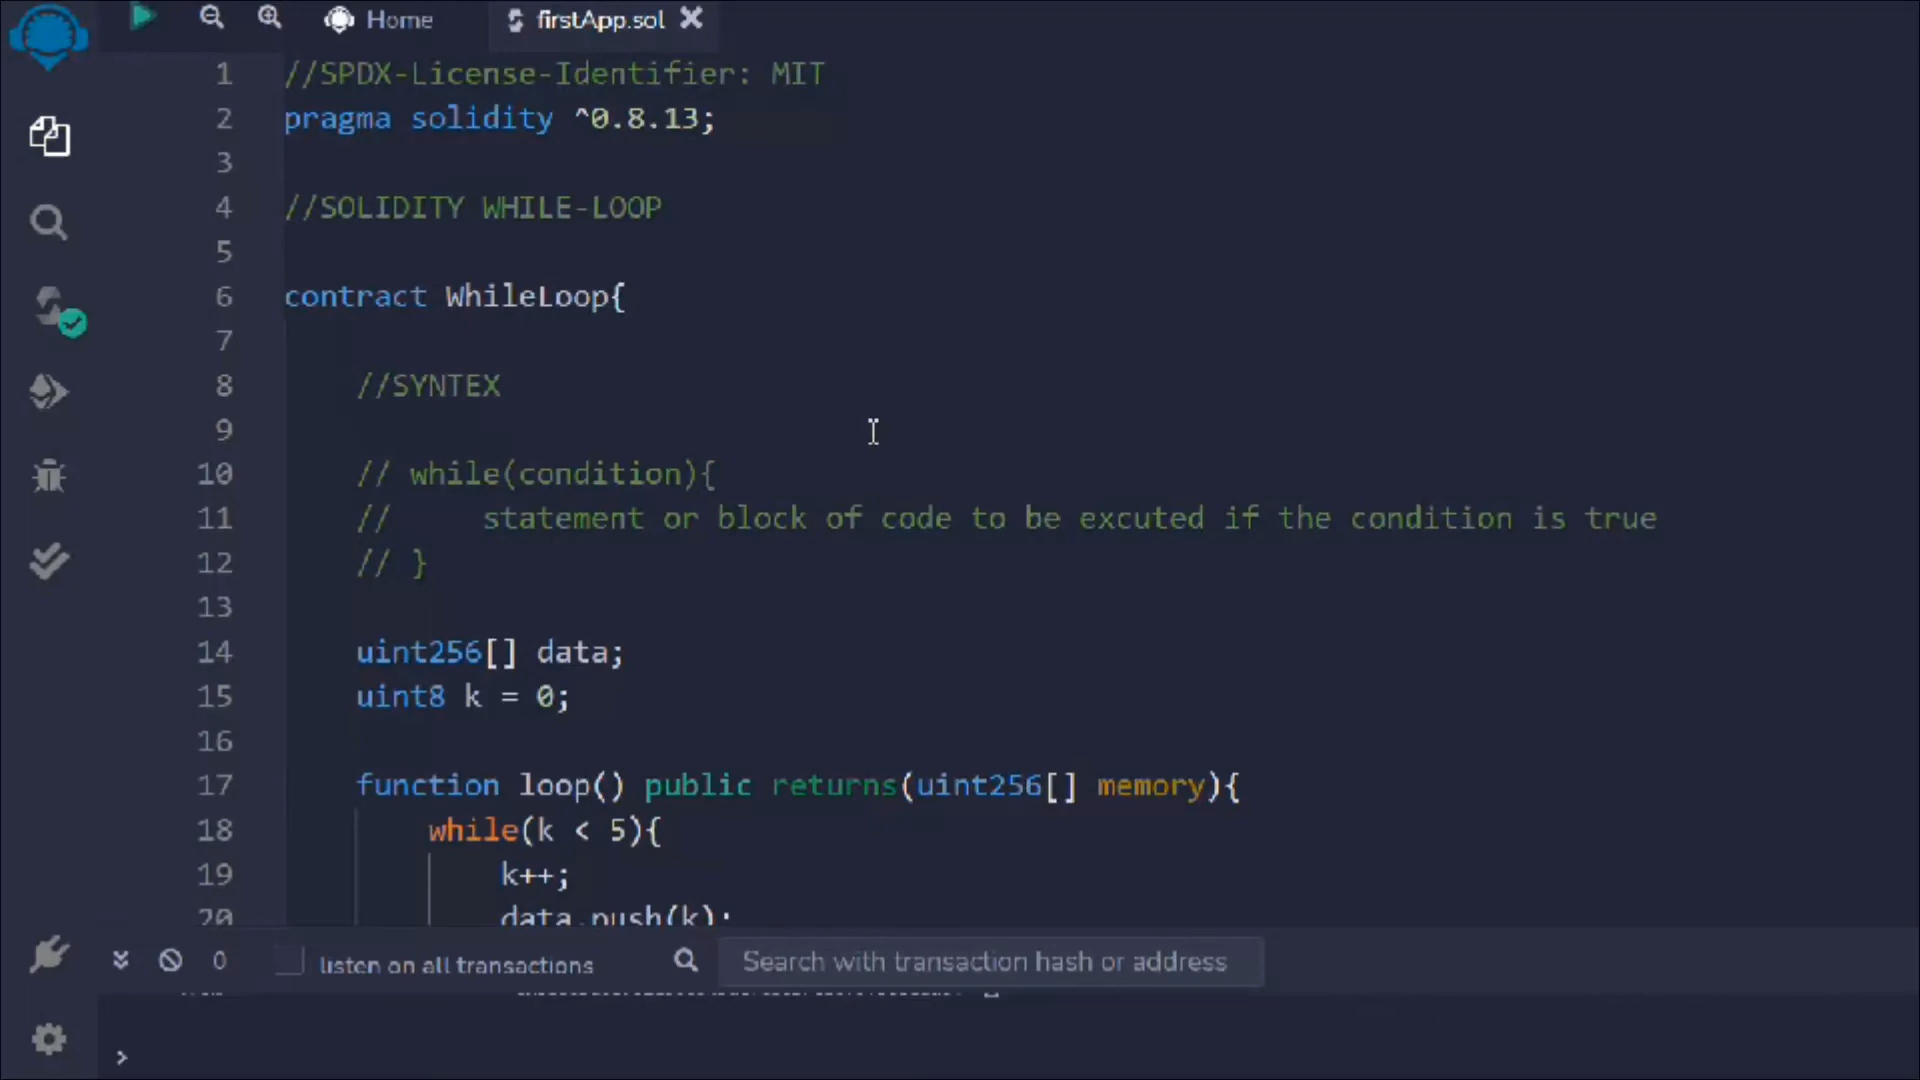 Home firstApp.sol
1 //SPDX-License-Identifier: MIT
2 pragma solidity ^0.8.13;
3
4 //SOLIDITY WHILE-LOOP
5
6 contract WhileLoop{
7
8 //SYNTEX
9
10 // while(condition){
11 // statement or block of code to be excuted if the condition is true
12 // }
13
14 uint256[] data;
15 uint8 k = 0;
16
17 function loop() public returns(uint256[] memory){
18 while(k < 5){
19 k++;
20 data.push(k);
0 listen on all transactions Search with transaction hash or address
>